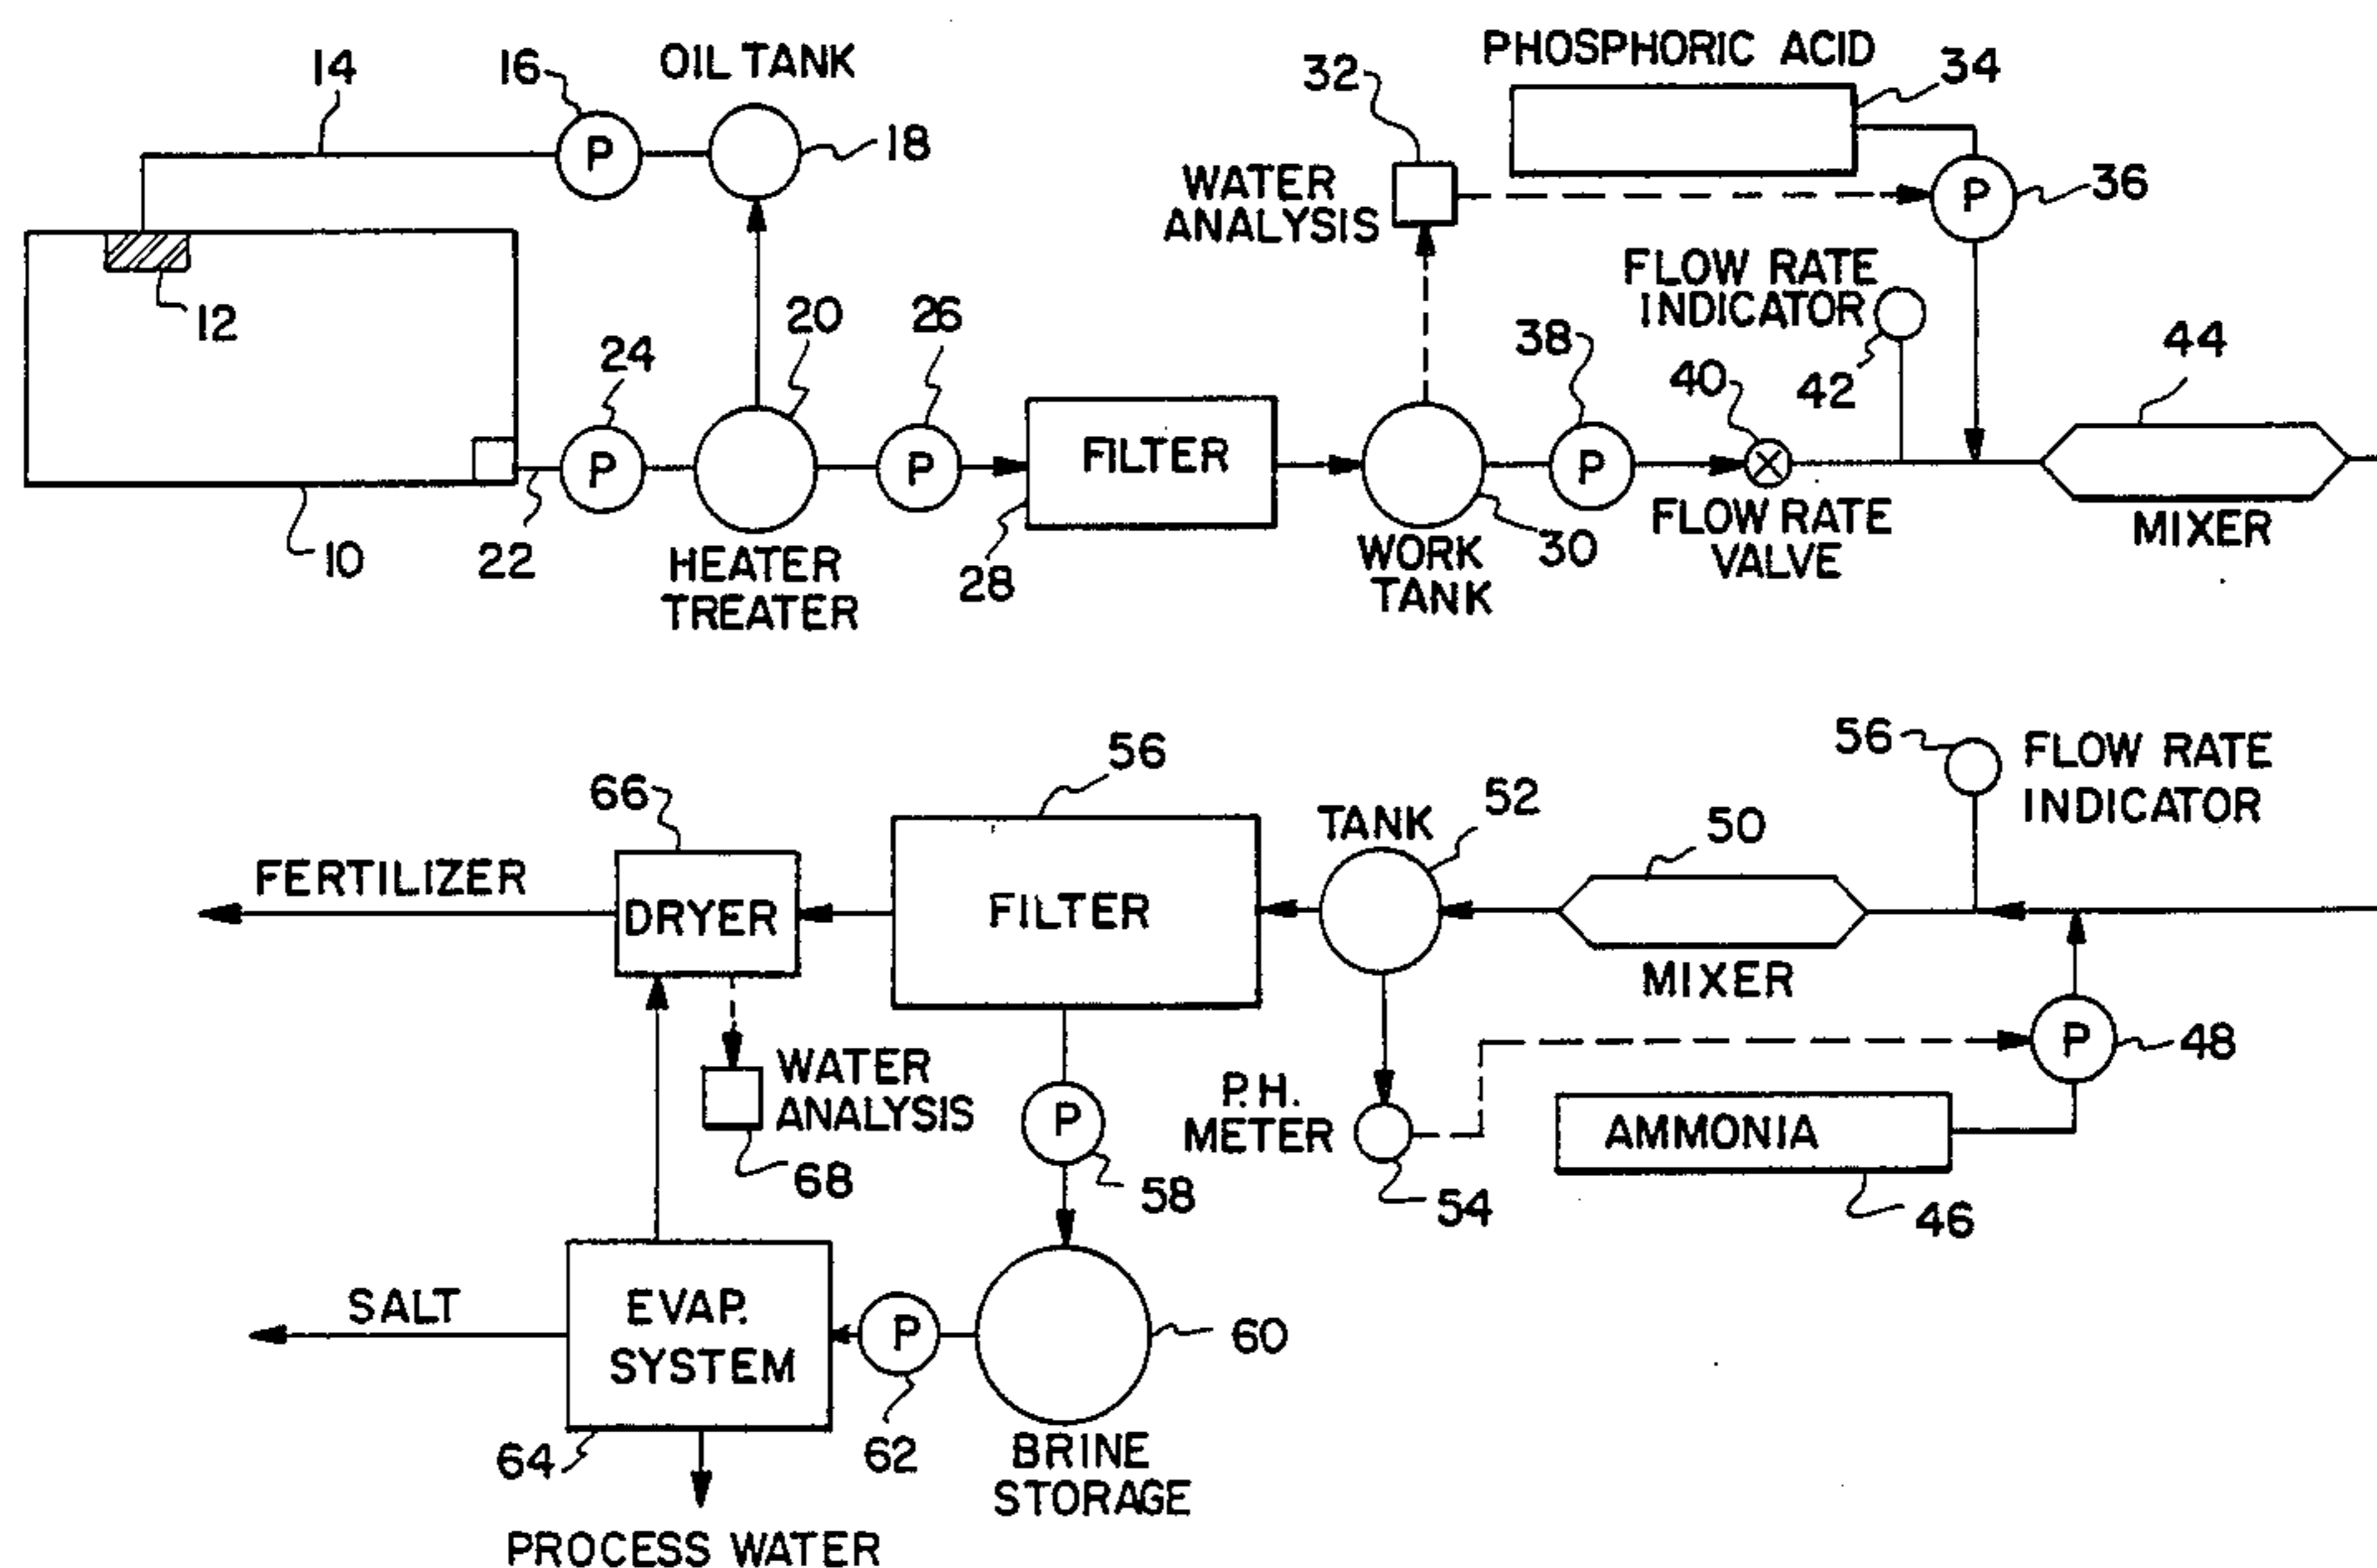 14
16
OIL TANK
P
18
12
24
20
26
P
P
FILTER
10
22
HEATER
TREATER
28
32
PHOSPHORIC ACID
34
WATER
ANALYSIS
P
36
FLOW RATE
INDICATOR
38
40
42
44
P
30
WORK
TANK
FLOW RATE
VALVE
MIXER
56
66
56
TANK
52
50
FLOW RATE
INDICATOR
FERTILIZER
DRYER
FILTER
MIXER
WATER
ANALYSIS
68
P
58
P.H.
METER
54
P
48
AMMONIA
46
SALT
EVAP.
SYSTEM
P
60
64
62
BRINE
STORAGE
PROCESS WATER